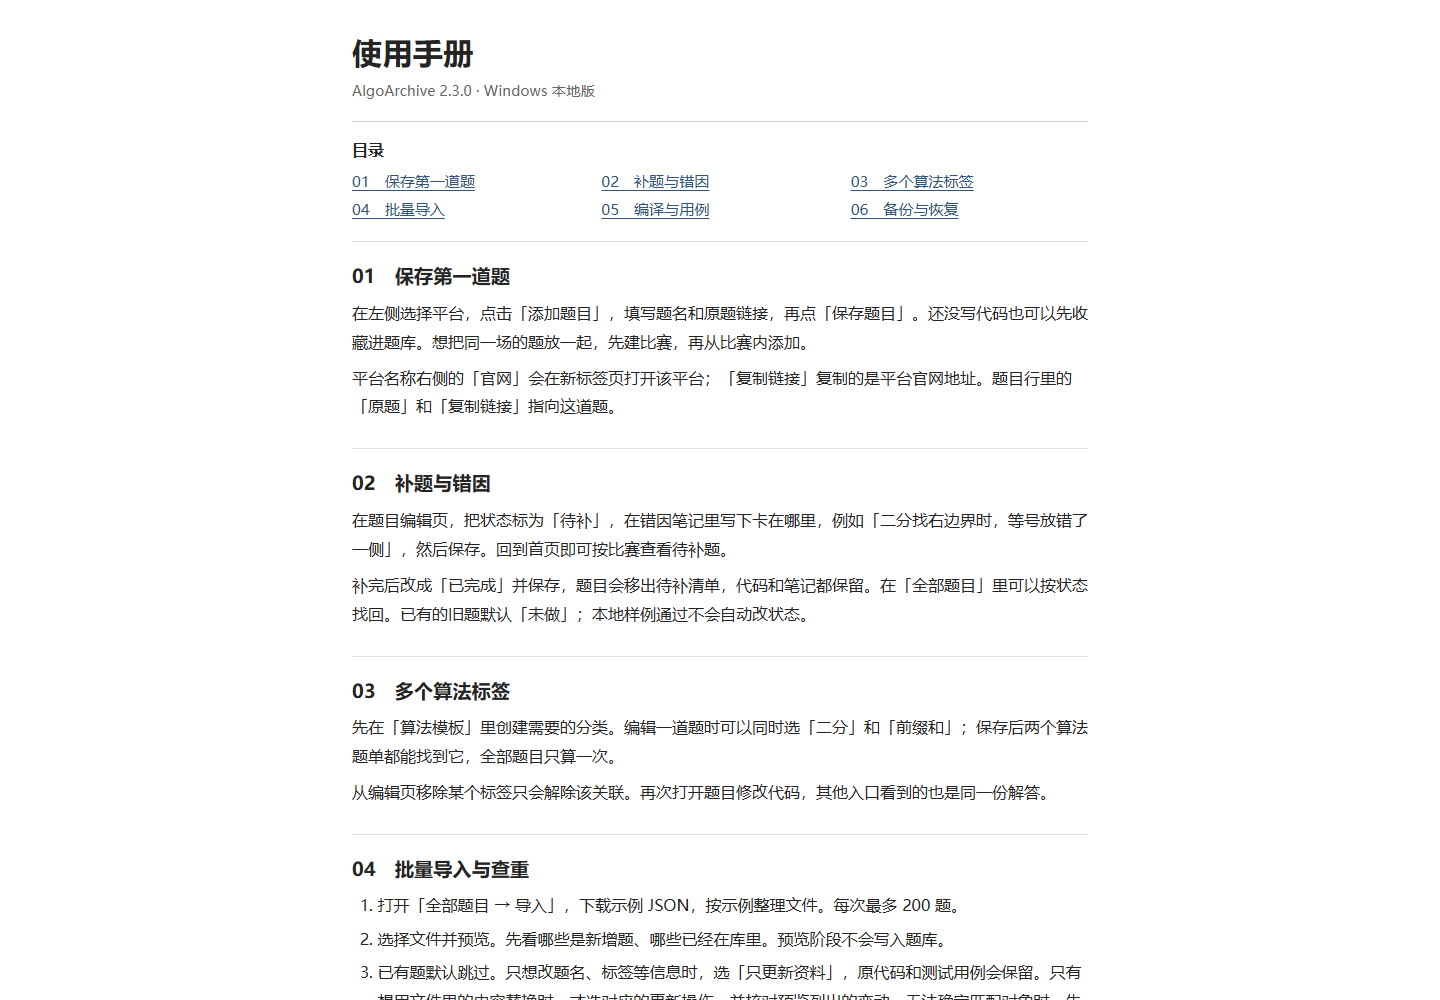 使用手册
AlgoArchive 2.3.0 · Windows 本地版
目录
01 保存第一道题
02 补题与错因
03 多个算法标签
04 批量导入
05 编译与用例
06 备份与恢复
01 保存第一道题
在左侧选择平台，点击「添加题目」，填写题名和原题链接，再点「保存题目」。还没写代码也可以先收
藏进题库。想把同一场的题放一起，先建比赛，再从比赛内添加。
平台名称右侧的「官网」会在新标签页打开该平台；「复制链接」复制的是平台官网地址。题目行里的
「原题」和「复制链接」指向这道题。
02 补题与错因
在题目编辑页，把状态标为「待补」，在错因笔记里写下卡在哪里，例如「二分找右边界时，等号放错了
一侧」，然后保存。回到首页即可按比赛查看待补题。
补完后改成「已完成」并保存，题目会移出待补清单，代码和笔记都保留。在「全部题目」里可以按状态
找回。已有的旧题默认「未做」；本地样例通过不会自动改状态。
03 多个算法标签
先在「算法模板」里创建需要的分类。编辑一道题时可以同时选「二分」和「前缀和」；保存后两个算法
题单都能找到它，全部题目只算一次。
从编辑页移除某个标签只会解除该关联。再次打开题目修改代码，其他入口看到的也是同一份解答。
04 批量导入与查重
1. 打开「全部题目 → 导入」，下载示例 JSON，按示例整理文件。每次最多 200 题。
2. 选择文件并预览。先看哪些是新增题、哪些已经在库里。预览阶段不会写入题库。
3. 已有题默认跳过。只想改题名、标签等信息时，选「只更新资料」，原代码和测试用例会保留。只有